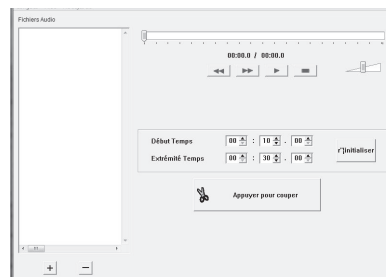 Fichiers Audio
00:00.0 / 00:00.0
Début Temps 00 : 10 . 00
Extrémité Temps 00 : 30 . 00
r˜initialiser
Appuyer pour couper